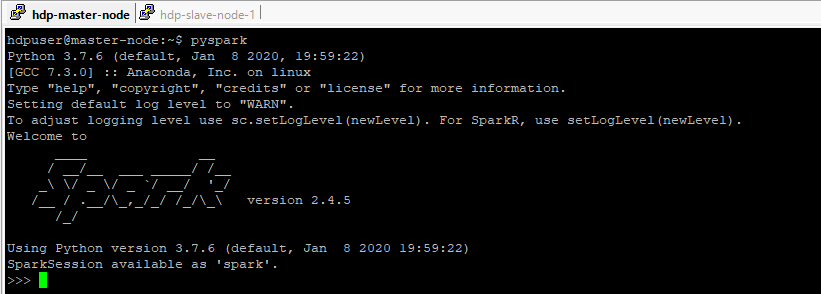 hdp-master-node hdp-slave-node-1
hdpuser@master-node:~$ pyspark
Python 3.7.6 (default, Jan  8 2020, 19:59:22)
[GCC 7.3.0] :: Anaconda, Inc. on linux
Type "help", "copyright", "credits" or "license" for more information.
Setting default log level to "WARN".
To adjust logging level use sc.setLogLevel(newLevel). For SparkR, use setLogLevel(newLevel).
Welcome to
      ____              __
     / __/__  ___ _____/ /__
    _\ \/ _ \/ _ `/ __/  '_/
   /__ / .__/\_,_/_/ /_/\_\   version 2.4.5
      /_/
Using Python version 3.7.6 (default, Jan  8 2020 19:59:22)
SparkSession available as 'spark'.
>>>